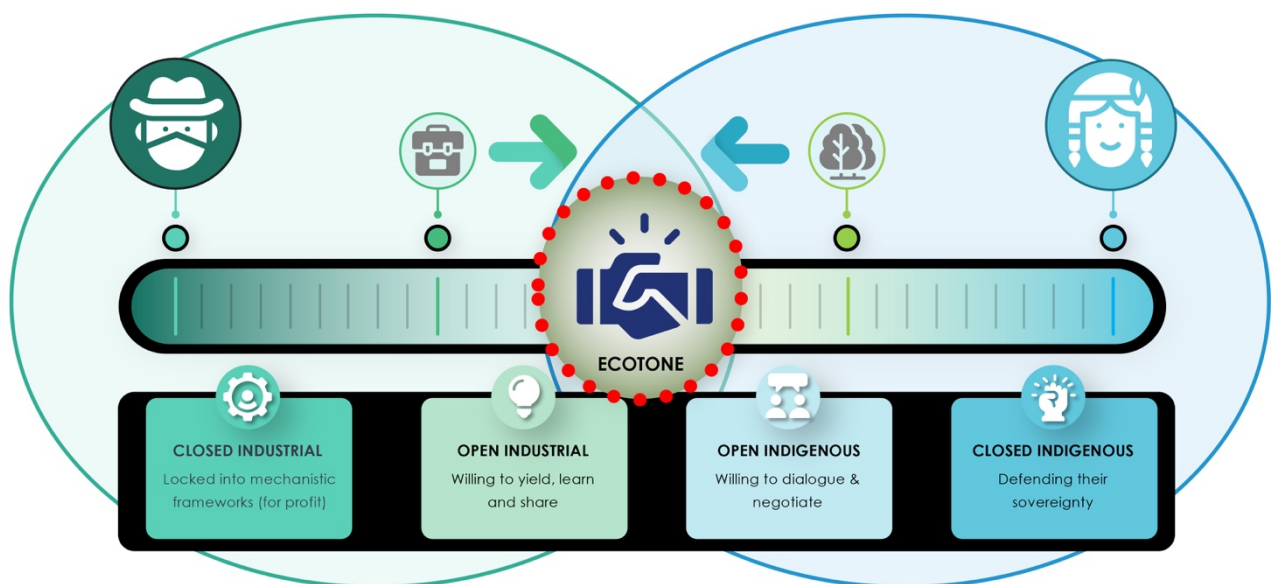 ECOTONE
CLOSED INDUSTRIAL
Locked into mechanistic
frameworks (for profit)
OPEN INDUSTRIAL
Willing to yield, learn
and share
OPEN INDIGENOUS
Willing to dialogue &
negotiate
CLOSED INDIGENOUS
Defending their
sovereignty